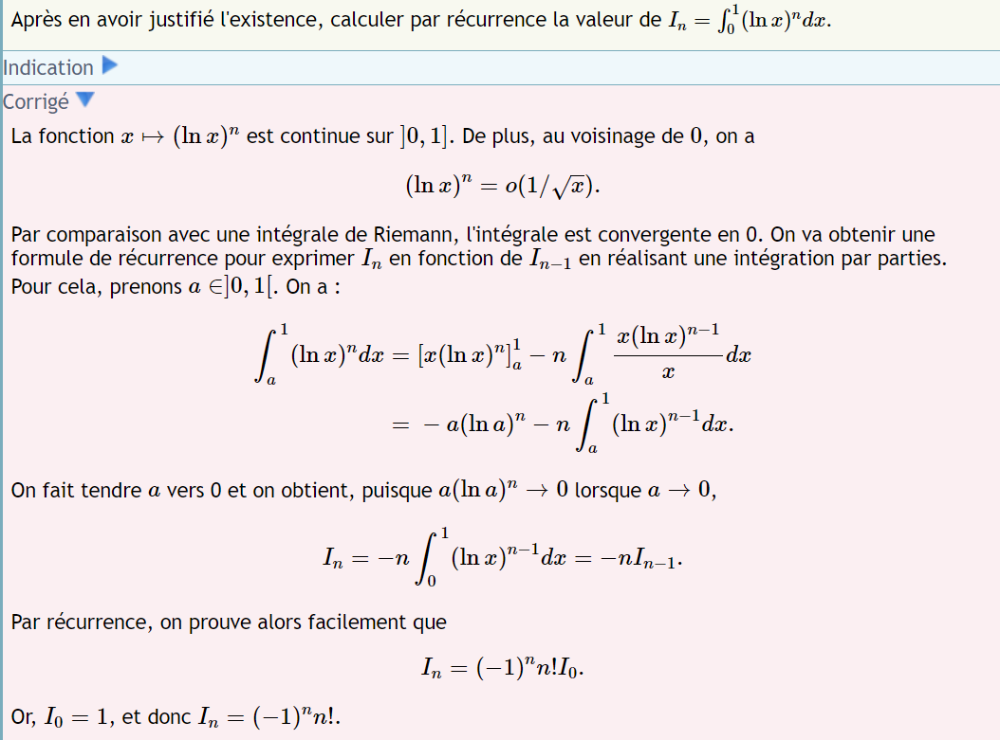 Après en avoir justifié l'existence, calculer par récurrence la valeur de $I_n = \int_0^1 (\ln x)^n dx$.
Indication
Corrigé
La fonction $x \mapsto (\ln x)^n$ est continue sur $]0, 1]$. De plus, au voisinage de $0$, on a
$(\ln x)^n = o(1/\sqrt{x}).$
Par comparaison avec une intégrale de Riemann, l'intégrale est convergente en 0. On va obtenir une
formule de récurrence pour exprimer $I_n$ en fonction de $I_{n-1}$ en réalisant une intégration par parties.
Pour cela, prenons $a \in ]0, 1[$. On a :
$\int_a^1 (\ln x)^n dx = [x(\ln x)^n]_a^1 - n \int_a^1 \frac{x(\ln x)^{n-1}}{x} dx$
$= -a(\ln a)^n - n \int_a^1 (\ln x)^{n-1} dx.$
On fait tendre $a$ vers 0 et on obtient, puisque $a(\ln a)^n \to 0$ lorsque $a \to 0$,
$I_n = -n \int_0^1 (\ln x)^{n-1} dx = -nI_{n-1}.$
Par récurrence, on prouve alors facilement que
$I_n = (-1)^n n! I_0.$
Or, $I_0 = 1$, et donc $I_n = (-1)^n n!$.